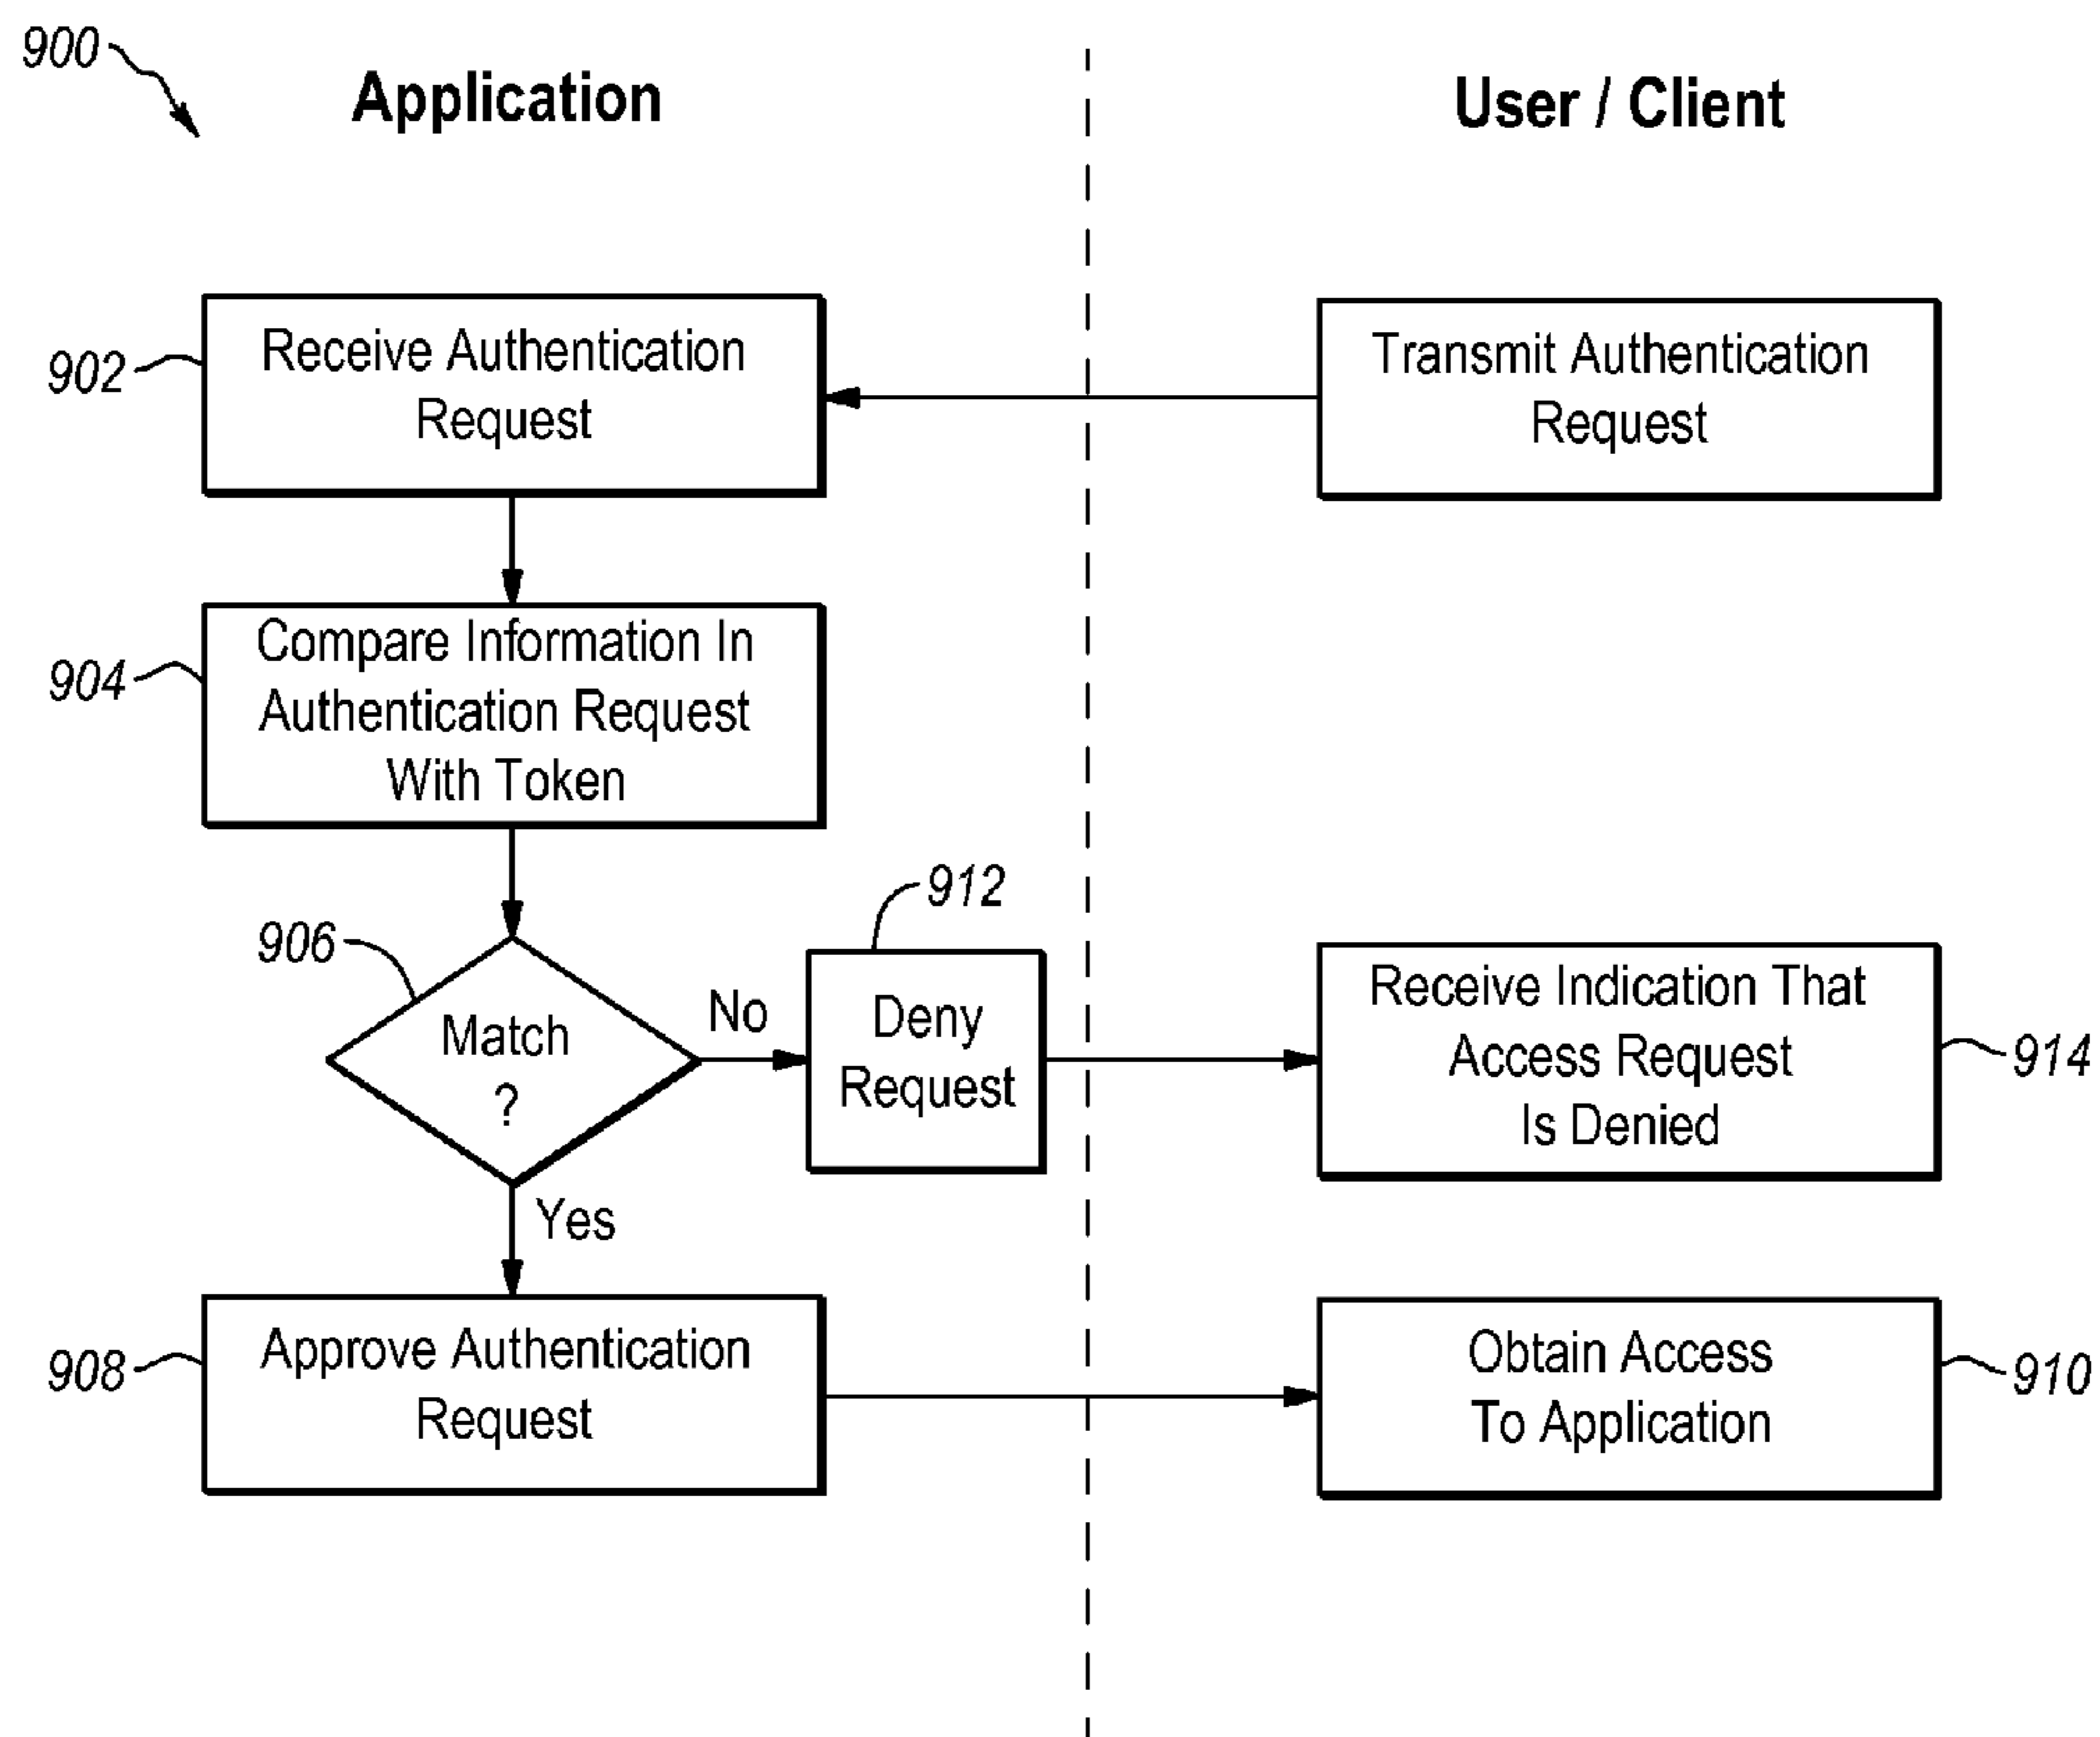 900
Application
User / Client
902
Receive Authentication
Request
Transmit Authentication
Request
904
Compare Information In
Authentication Request
With Token
906
Match
?
No
912
Deny
Request
Receive Indication That
Access Request
Is Denied
914
Yes
908
Approve Authentication
Request
Obtain Access
To Application
910